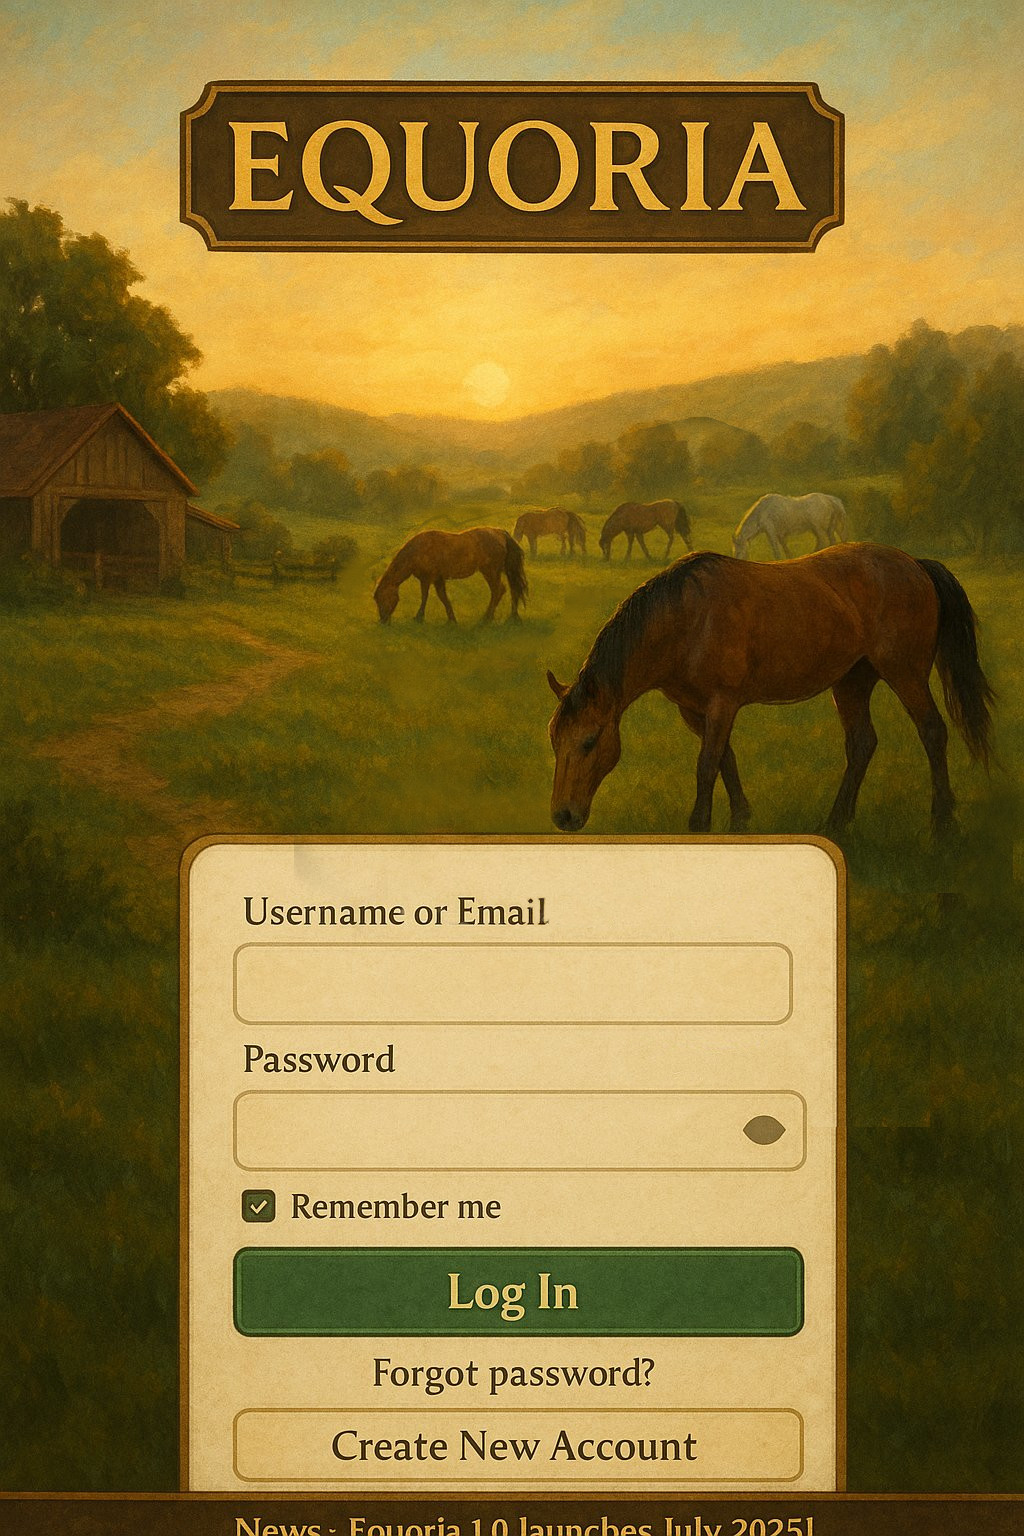 EQUORIA
Username or Email
Password
Remember me
Log In
Forgot password?
Create New Account
News · Equoria 1.0 launches July 2025!